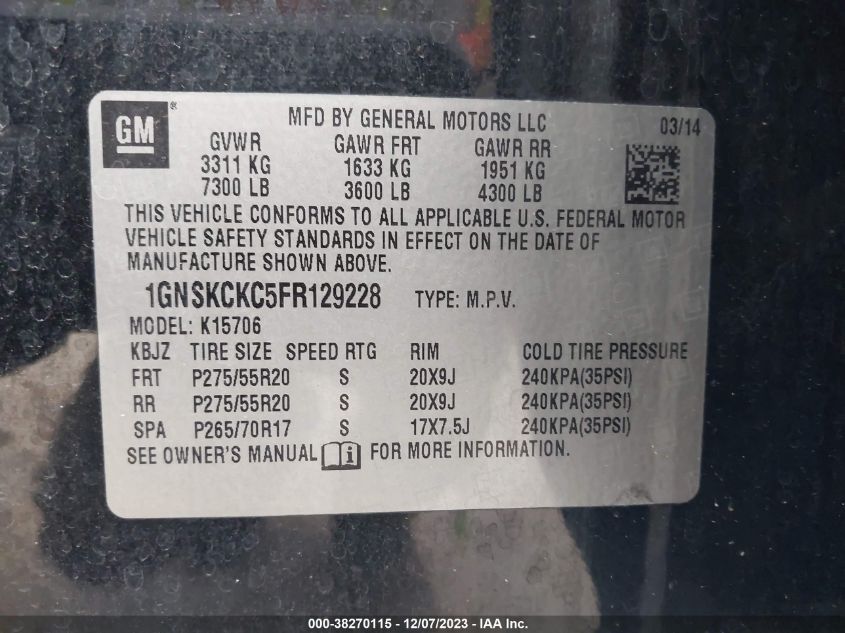 GM®
MFD BY GENERAL MOTORS LLC 03/14
GVWR GAWR FRT GAWR RR
3311 KG 1633 KG 1951 KG
7300 LB 3600 LB 4300 LB
THIS VEHICLE CONFORMS TO ALL APPLICABLE U.S. FEDERAL MOTOR
VEHICLE SAFETY STANDARDS IN EFFECT ON THE DATE OF
MANUFACTURE SHOWN ABOVE.
1GNSKCKC5FR129228 TYPE: M.P.V.
MODEL: K15706
KBJZ TIRE SIZE SPEED RTG RIM COLD TIRE PRESSURE
FRT P275/55R20 S 20X9J 240KPA(35PSI)
RR P275/55R20 S 20X9J 240KPA(35PSI)
SPA P265/70R17 S 17X7.5J 240KPA(35PSI)
SEE OWNER'S MANUAL i FOR MORE INFORMATION.
000-38270115 - 12/07/2023 - IAA Inc.